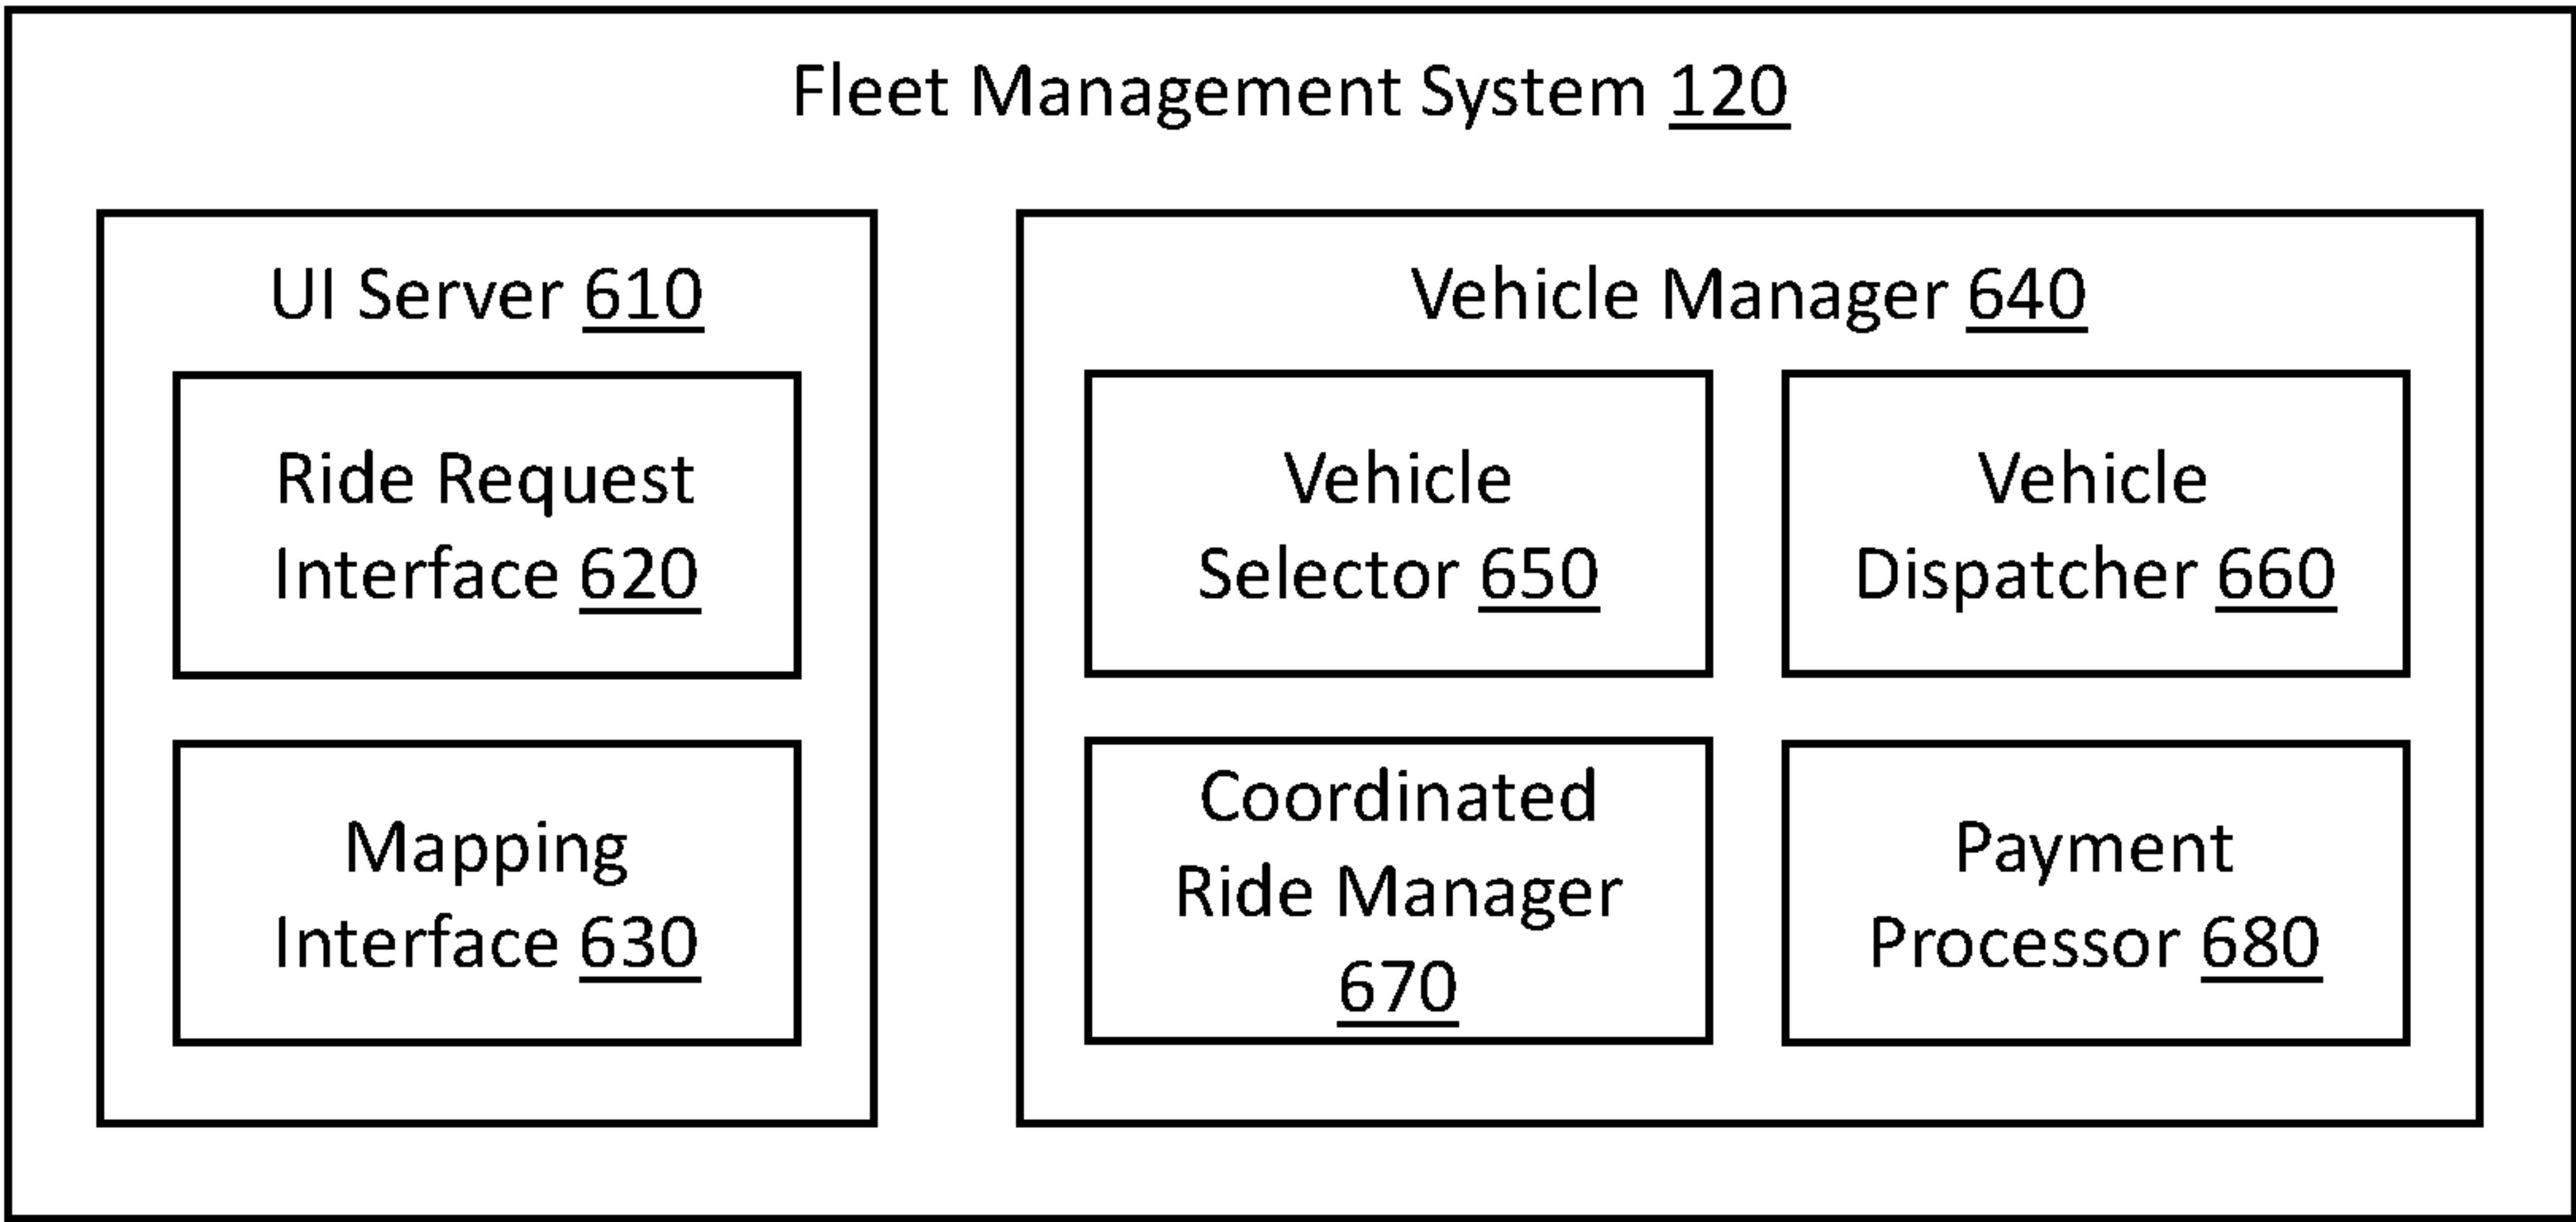 Fleet Management System 120
UI Server 610
Ride Request
Interface 620
Mapping
Interface 630
Vehicle Manager 640
Vehicle
Selector 650
Vehicle
Dispatcher 660
Coordinated
Ride Manager
670
Payment
Processor 680